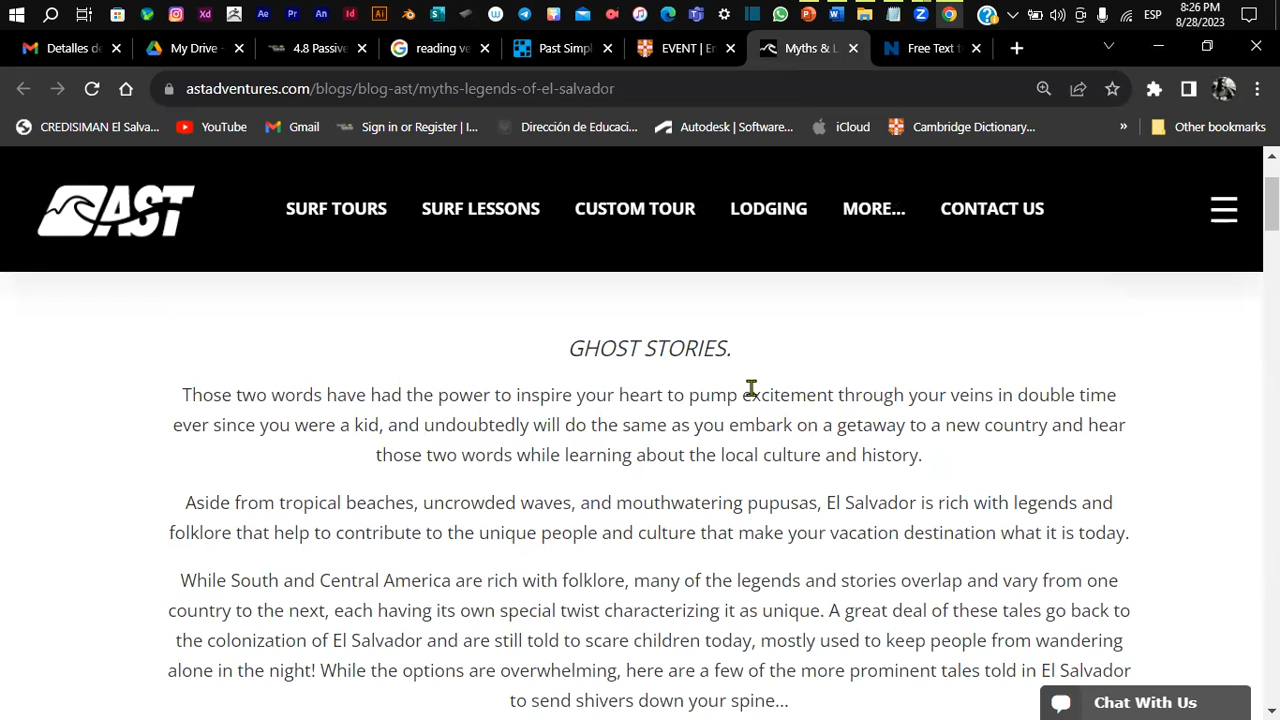 8:26 PM
ESP
8/28/2023
Detalles de
My Drive -
4.8 Passive
reading ve
Past Simpl
EVENT | En
Myths & L
Free Text
astadventures.com/blogs/blog-ast/myths-legends-of-el-salvador
CREDISIMAN El Salva...
YouTube
Gmail
Sign in or Register | I...
Dirección de Educaci...
Autodesk | Software...
iCloud
Cambridge Dictionary...
»
Other bookmarks
AST
SURF TOURS
SURF LESSONS
CUSTOM TOUR
LODGING
MORE...
CONTACT US
GHOST STORIES.
Those two words have had the power to inspire your heart to pump excitement through your veins in double time
ever since you were a kid, and undoubtedly will do the same as you embark on a getaway to a new country and hear
those two words while learning about the local culture and history.
Aside from tropical beaches, uncrowded waves, and mouthwatering pupusas, El Salvador is rich with legends and
folklore that help to contribute to the unique people and culture that make your vacation destination what it is today.
While South and Central America are rich with folklore, many of the legends and stories overlap and vary from one
country to the next, each having its own special twist characterizing it as unique. A great deal of these tales go back to
the colonization of El Salvador and are still told to scare children today, mostly used to keep people from wandering
alone in the night! While the options are overwhelming, here are a few of the more prominent tales told in El Salvador
to send shivers down your spine...
Chat With Us